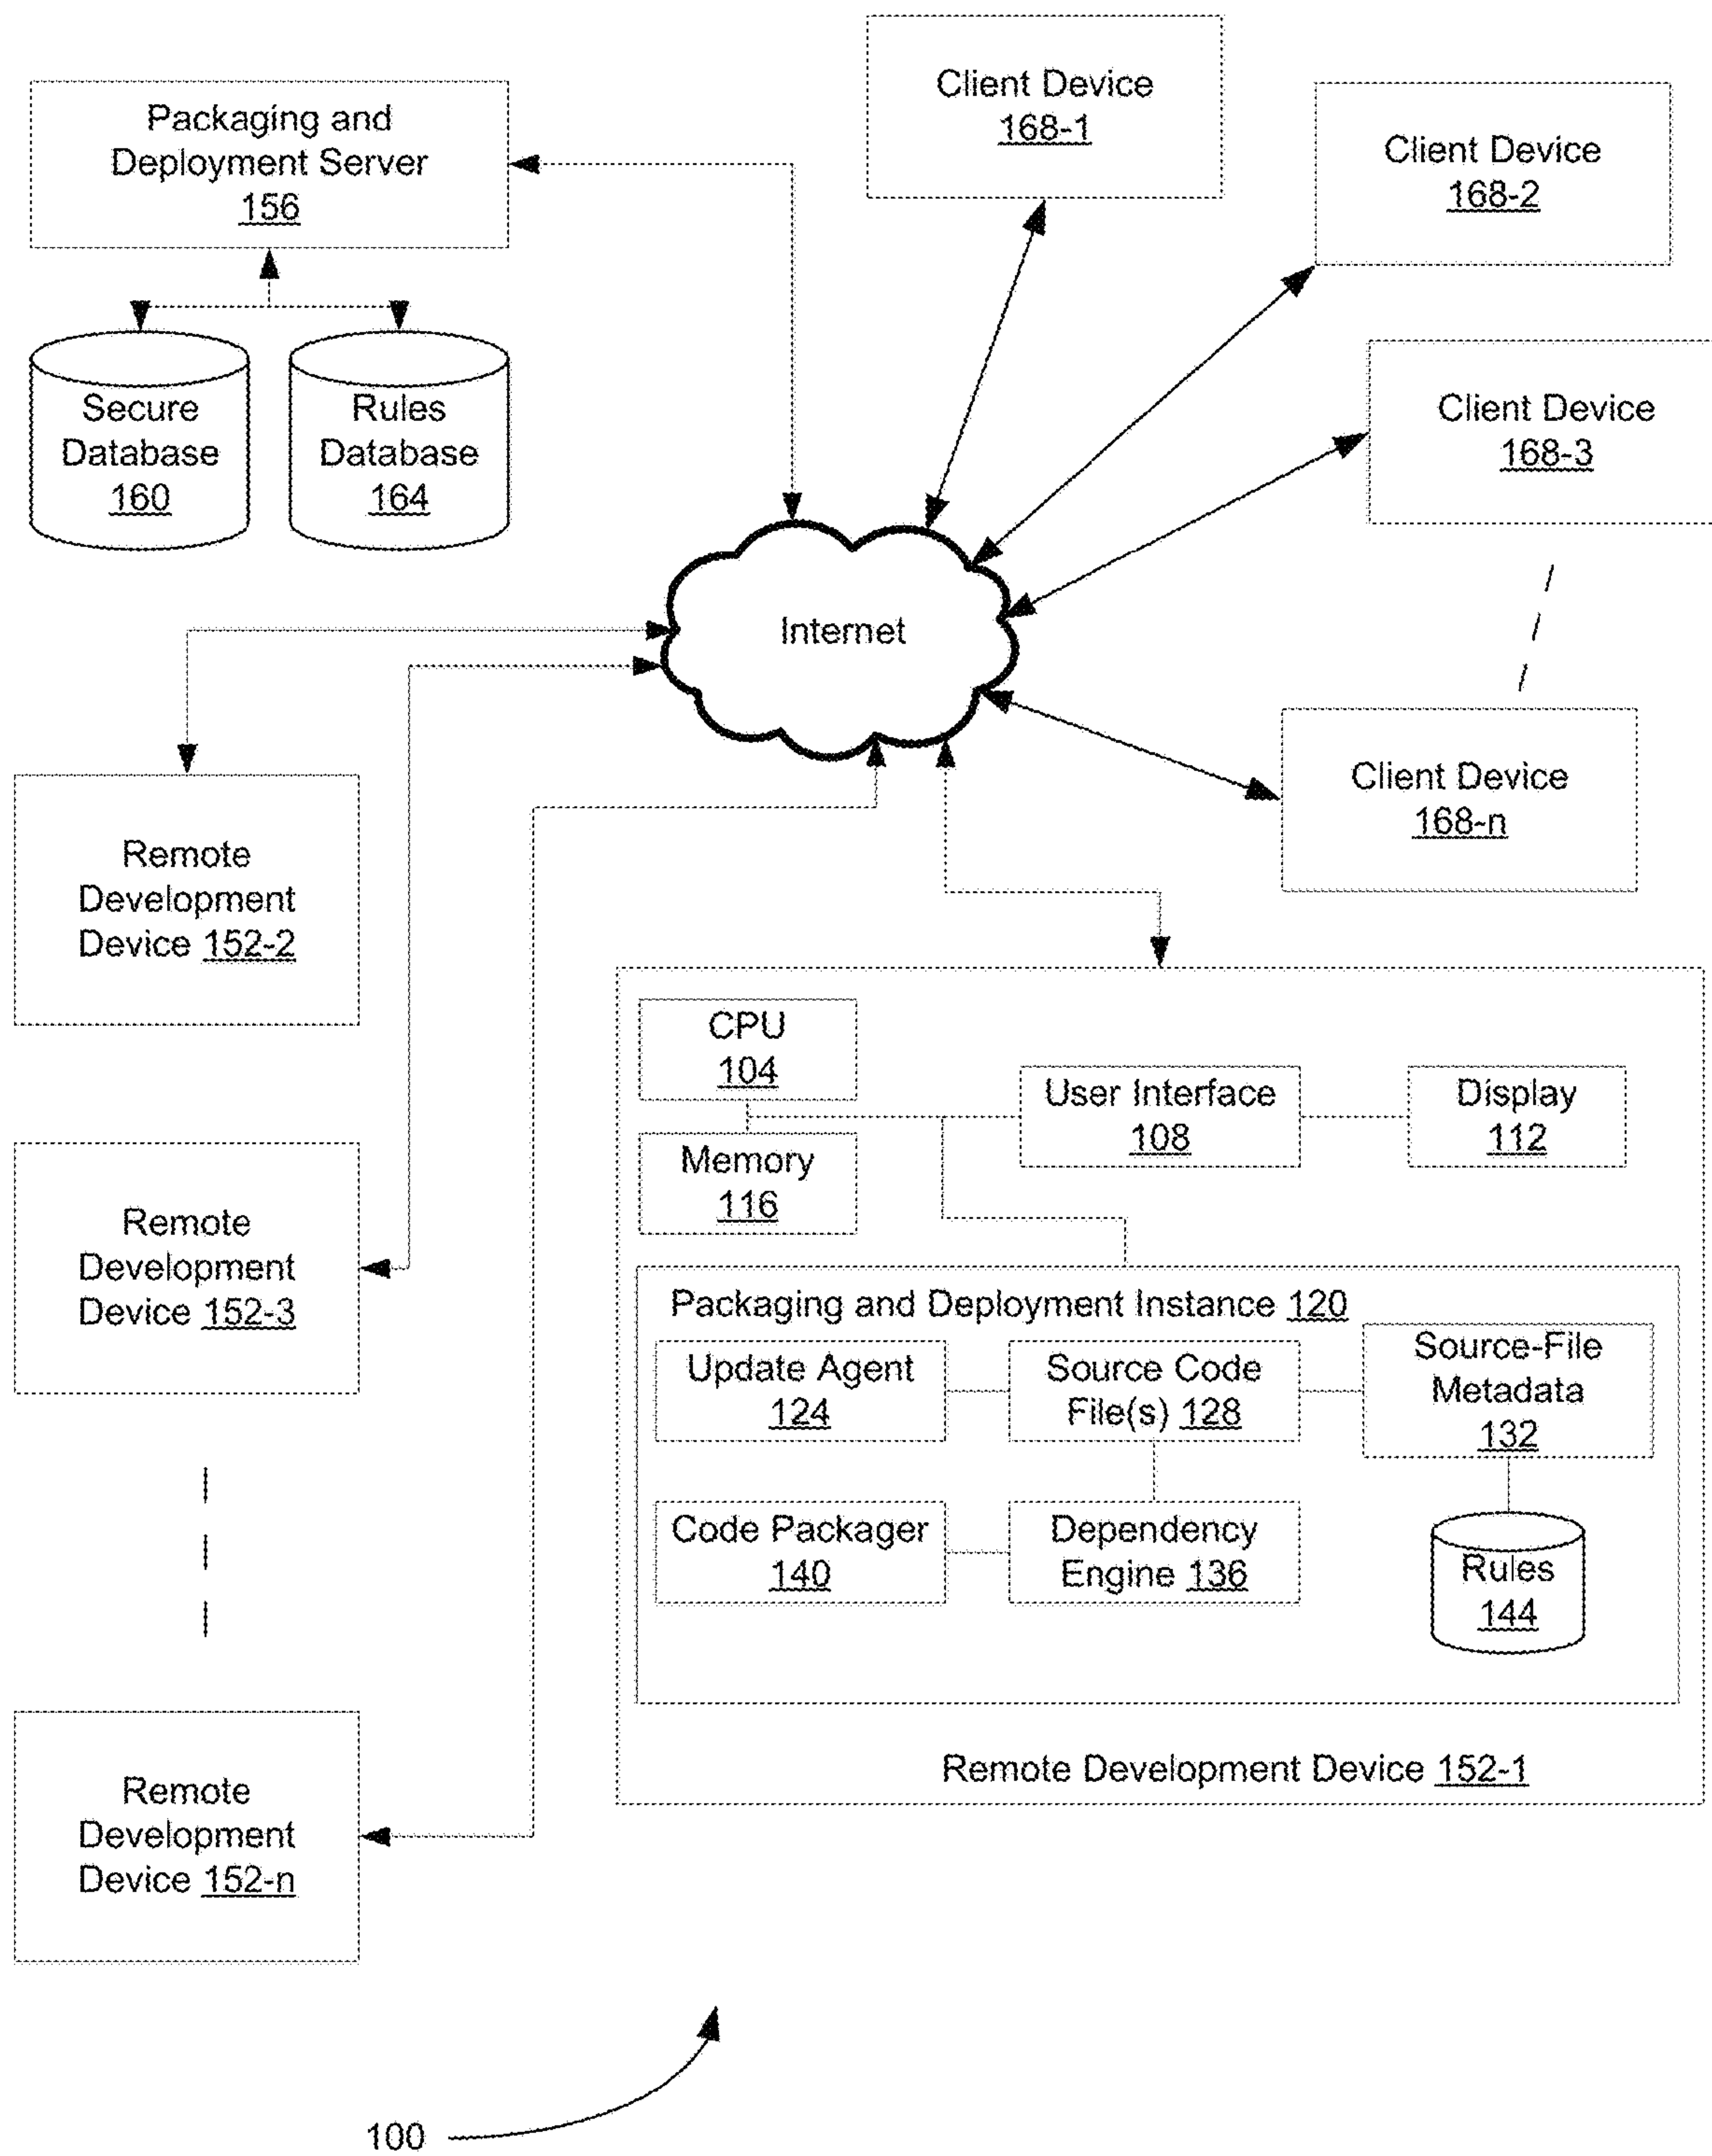 Client Device
168-1
Packaging and
Deployment Server
156
Client Device
168-2
Secure
Database
160
Rules
Database
164
Client Device
168-3
Internet
Client Device
168-n
Remote
Development
Device 152-2
CPU
104
User Interface
108
Display
112
Memory
116
Remote
Development
Device 152-3
Packaging and Deployment Instance 120
Update Agent
124
Source Code
File(s) 128
Source-File
Metadata
132
Code Packager
140
Dependency
Engine 136
Rules
144
Remote Development Device 152-1
Remote
Development
Device 152-n
100